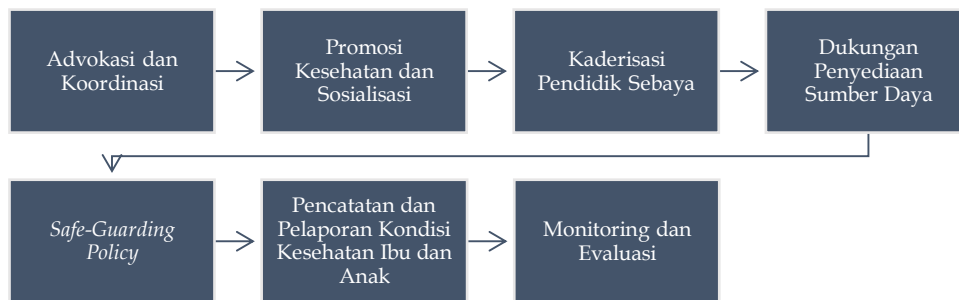 Advokasi dan
Koordinasi
Promosi
Kesehatan dan
Sosialisasi
Kaderisasi
Pendidik Sebaya
Dukungan
Penyediaan
Sumber Daya
Safe-Guarding
Policy
Pencatatan dan
Pelaporan Kondisi
Kesehatan Ibu dan
Anak
Monitoring dan
Evaluasi